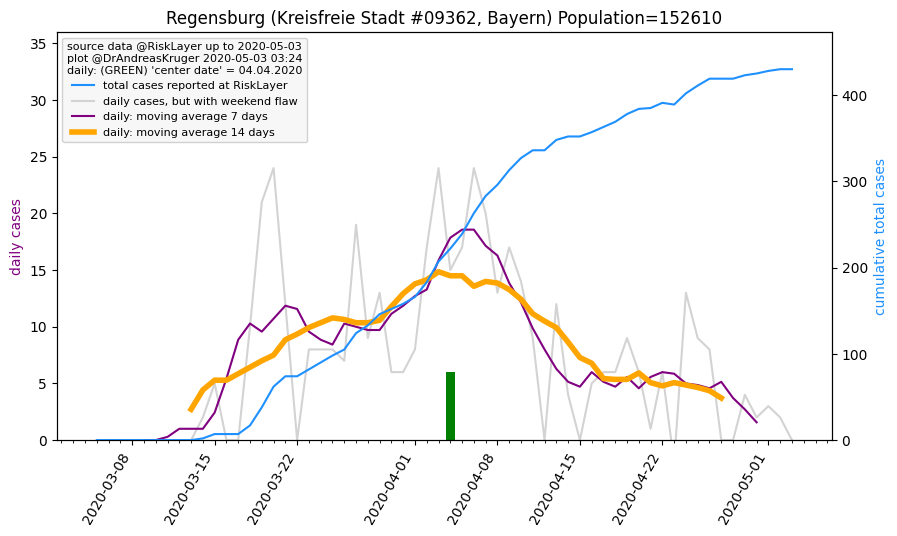 Regensburg (Kreisfreie Stadt #09362, Bayern) Population=152610
source data @RiskLayer up to 2020-05-03
plot @DrAndreasKruger 2020-05-03 03:24
daily: (GREEN) 'center date' = 04.04.2020
total cases reported at RiskLayer
daily cases, but with weekend flaw
daily: moving average 7 days
daily: moving average 14 days
daily cases
35
30
25
20
15
10
5
0
400
300
200
100
0
cumulative total cases
2020-03-08
2020-03-15
2020-03-22
2020-04-01
2020-04-08
2020-04-15
2020-04-22
2020-05-01